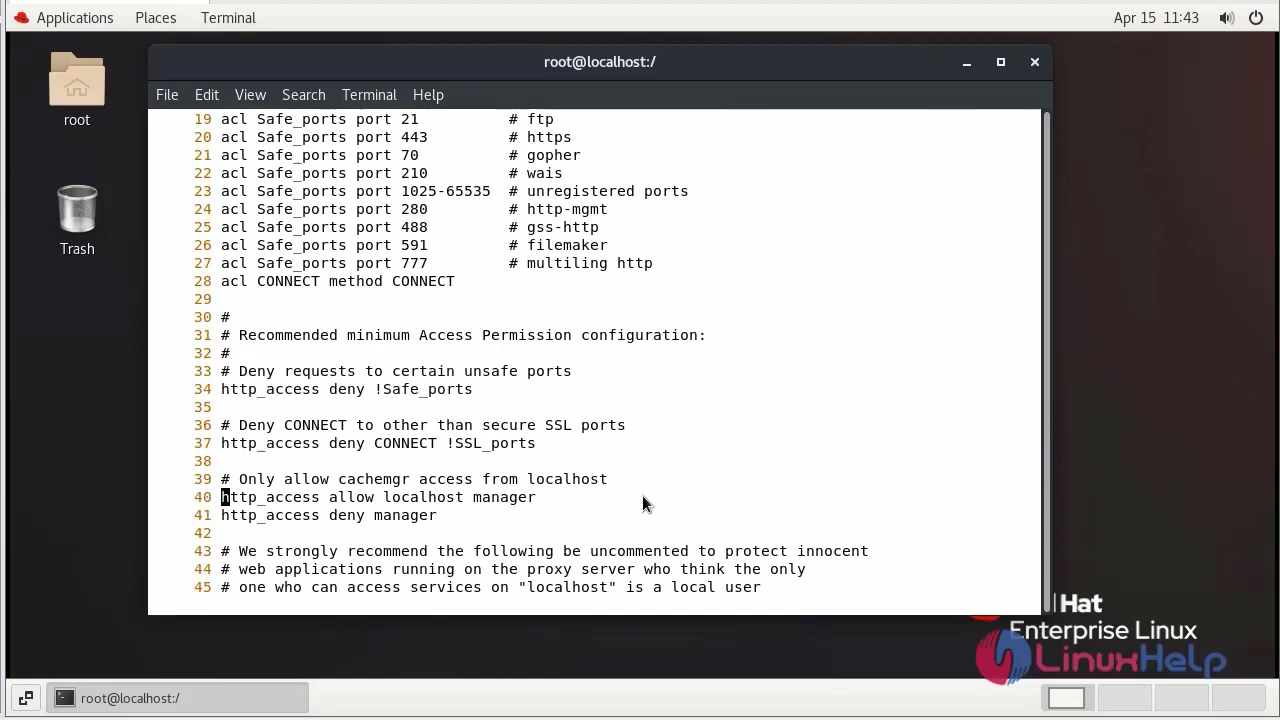 Applications Places Terminal Apr 15 11:43
root@localhost:/
File Edit View Search Terminal Help
root
Trash
19 acl Safe_ports port 21 # ftp
20 acl Safe_ports port 443 # https
21 acl Safe_ports port 70 # gopher
22 acl Safe_ports port 210 # wais
23 acl Safe_ports port 1025-65535 # unregistered ports
24 acl Safe_ports port 280 # http-mgmt
25 acl Safe_ports port 488 # gss-http
26 acl Safe_ports port 591 # filemaker
27 acl Safe_ports port 777 # multiling http
28 acl CONNECT method CONNECT
29
30 #
31 # Recommended minimum Access Permission configuration:
32 #
33 # Deny requests to certain unsafe ports
34 http_access deny !Safe_ports
35
36 # Deny CONNECT to other than secure SSL ports
37 http_access deny CONNECT !SSL_ports
38
39 # Only allow cachemgr access from localhost
40 http_access allow localhost manager
41 http_access deny manager
42
43 # We strongly recommend the following be uncommented to protect innocent
44 # web applications running on the proxy server who think the only
45 # one who can access services on "localhost" is a local user
Hat
Enterprise Linux
LinuxHelp
root@localhost:/